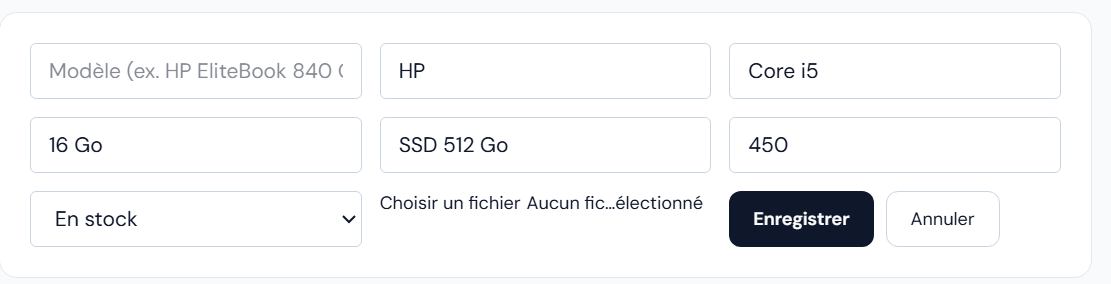 Modèle (ex. HP EliteBook 840
HP
Core i5
16 Go
SSD 512 Go
450
En stock
Choisir un fichier Aucun fic...électionné
Enregistrer
Annuler